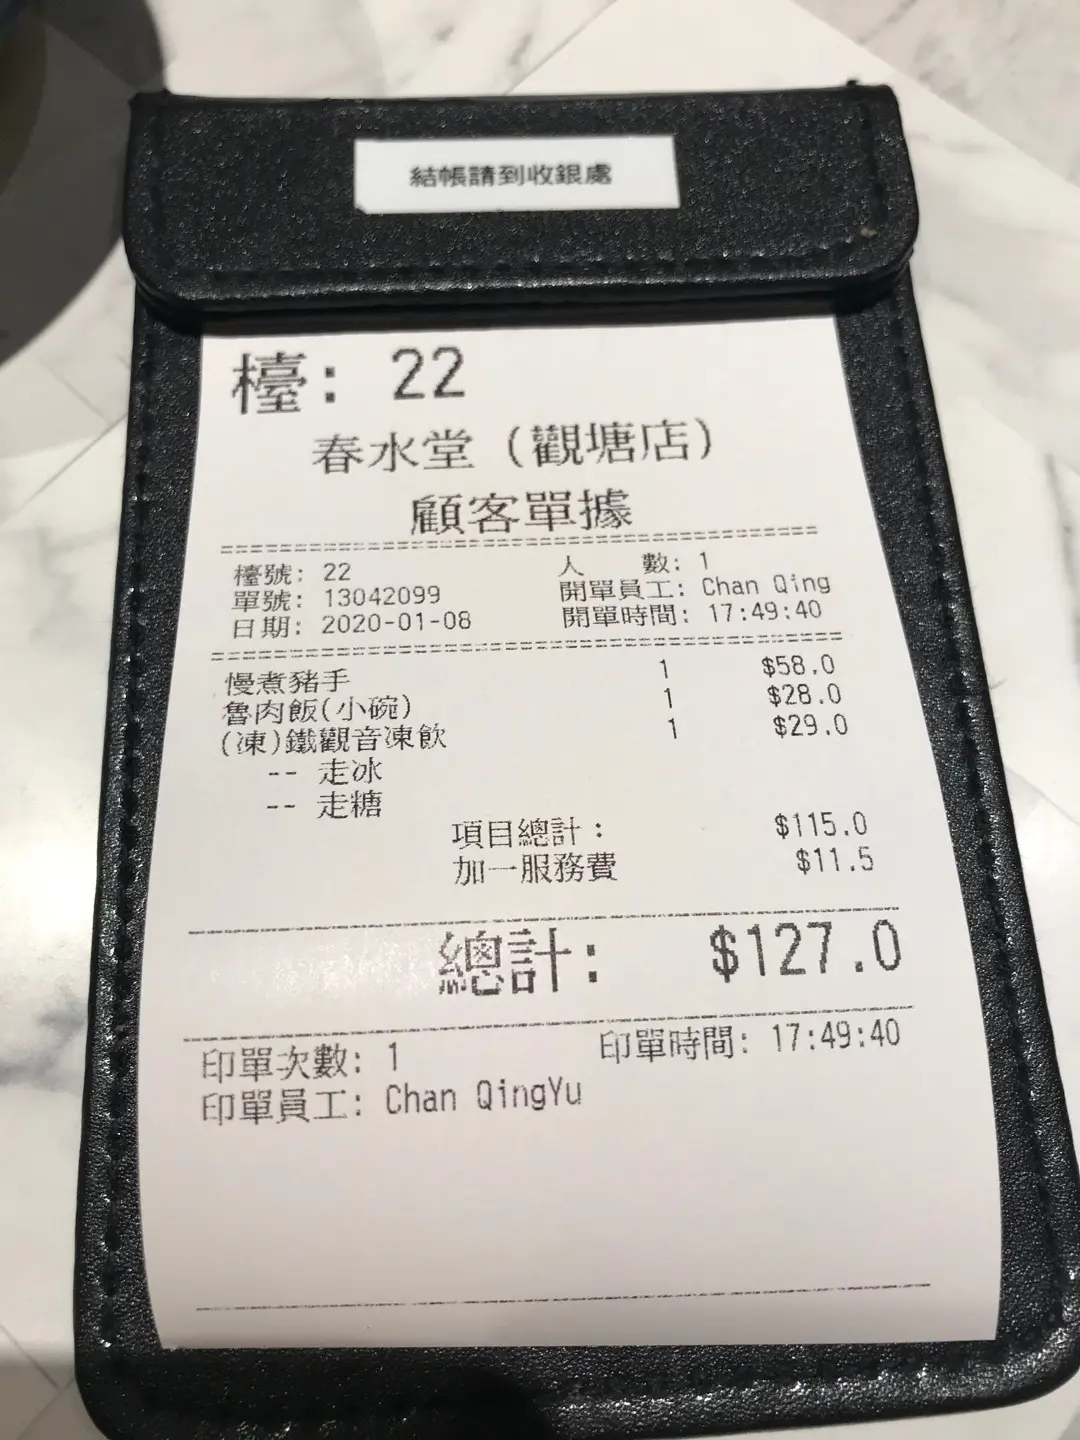 結帳請到收銀處
檯: 22
春水堂 (觀塘店)
顧客單據
檯號: 22 人 數: 1
單號: 13042099 開單員工: Chan Qing
日期: 2020-01-08 開單時間: 17:49:40
慢煮豬手 1 $58.0
魯肉飯(小碗) 1 $28.0
(凍)鐵觀音凍飲 1 $29.0
-- 走冰
-- 走糖
項目總計: $115.0
加一服務費 $11.5
總計: $127.0
印單次數: 1 印單時間: 17:49:40
印單員工: Chan QingYu